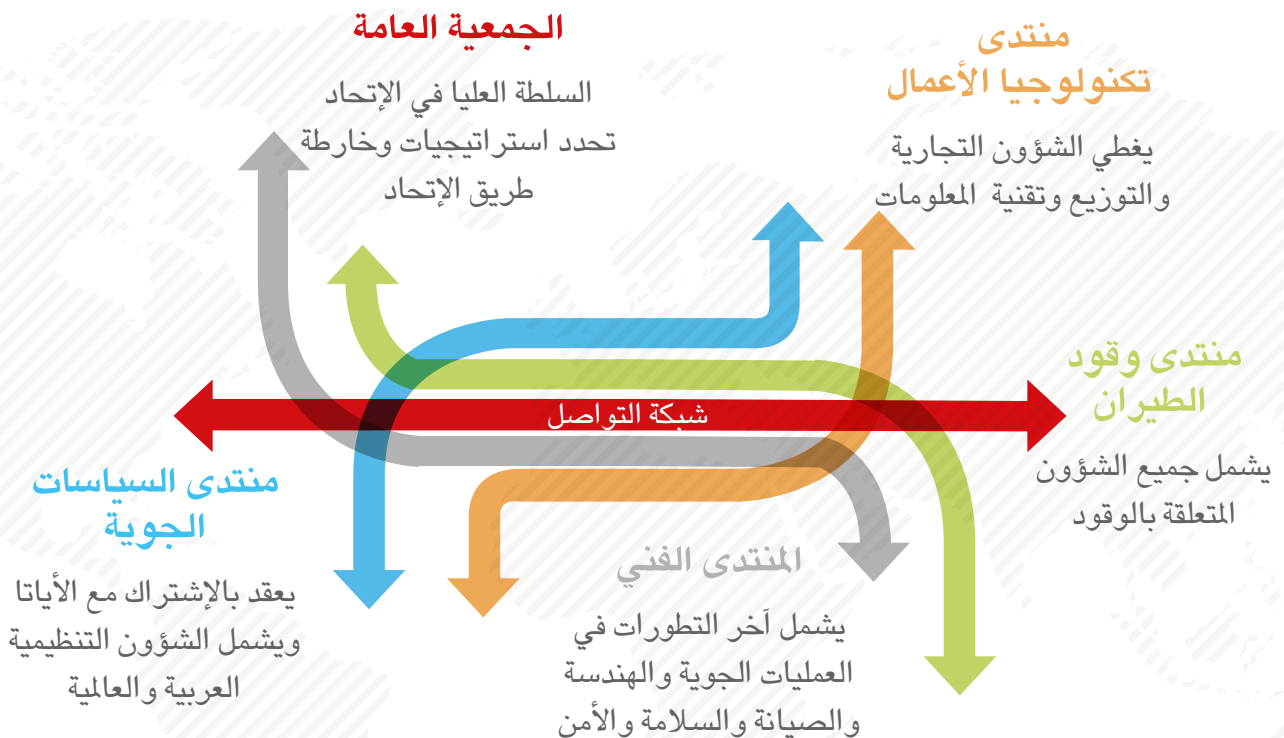 الجمعية العامة
السلطة العليا في الإتحاد
تحدد استراتيجيات وخارطة
طريق الإتحاد
منتدى
تكنولوجيا الأعمال
يغطي الشؤون التجارية
والتوزيع وتقنية المعلومات
منتدى وقود
الطيران
يشمل جميع الشؤون
المتعلقة بالوقود
شبكة التواصل
منتدى السياسات
الجوية
يعقد بالإشتراك مع الأياتا
ويشمل الشؤون التنظيمية
العربية والعالمية
المنتدى الفني
يشمل آخر التطورات في
العمليات الجوية والهندسة
والصيانة والسلامة والأمن